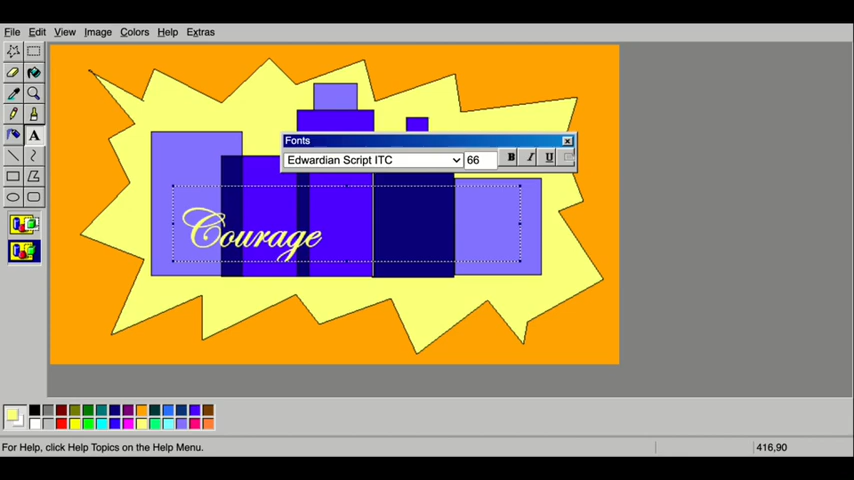 File Edit View Image Colors Help Extras
A
Fonts
Edwardian Script ITC 66 B I U
Courage
For Help, click Help Topics on the Help Menu. 416,90